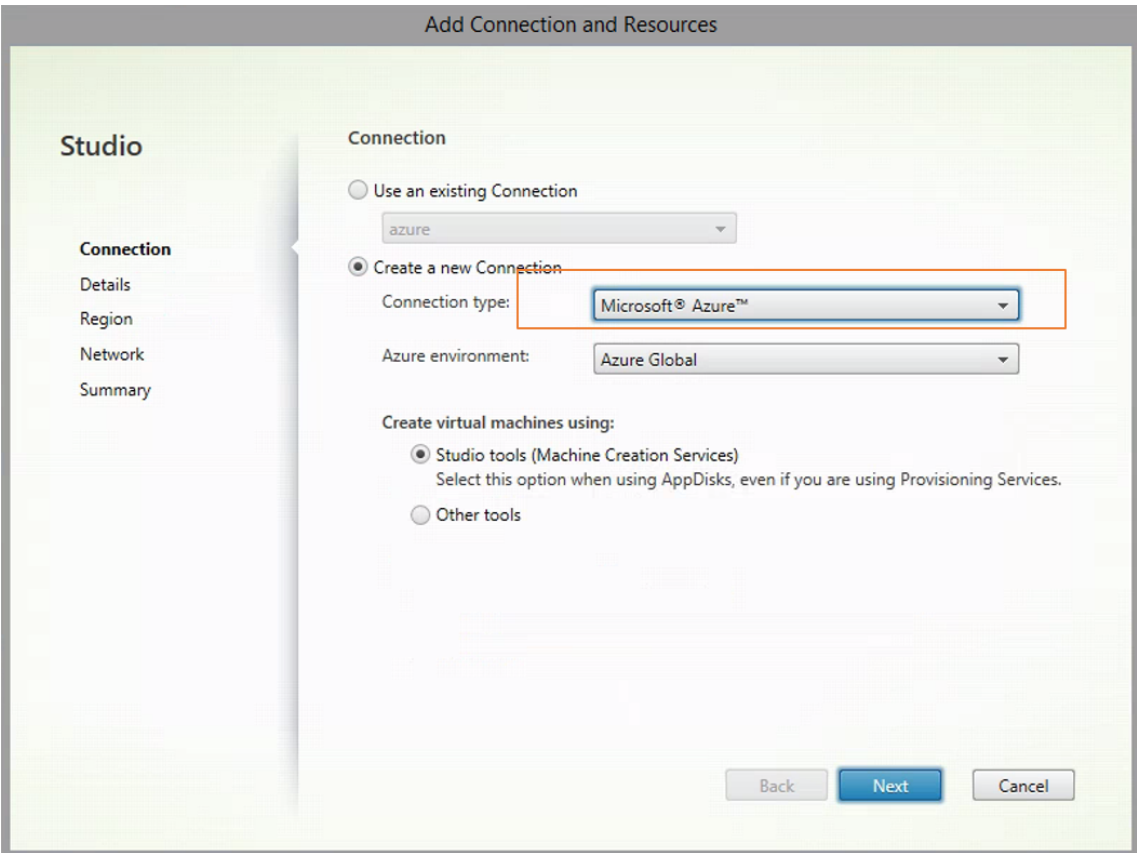 Add Connection and Resources
Studio
Connection
Details
Region
Network
Summary
Connection
Use an existing Connection
azure
Create a new Connection
Connection type:
Microsoft® Azure™
Azure environment:
Azure Global
Create virtual machines using:
Studio tools (Machine Creation Services)
Select this option when using AppDisks, even if you are using Provisioning Services.
Other tools
Back
Next
Cancel